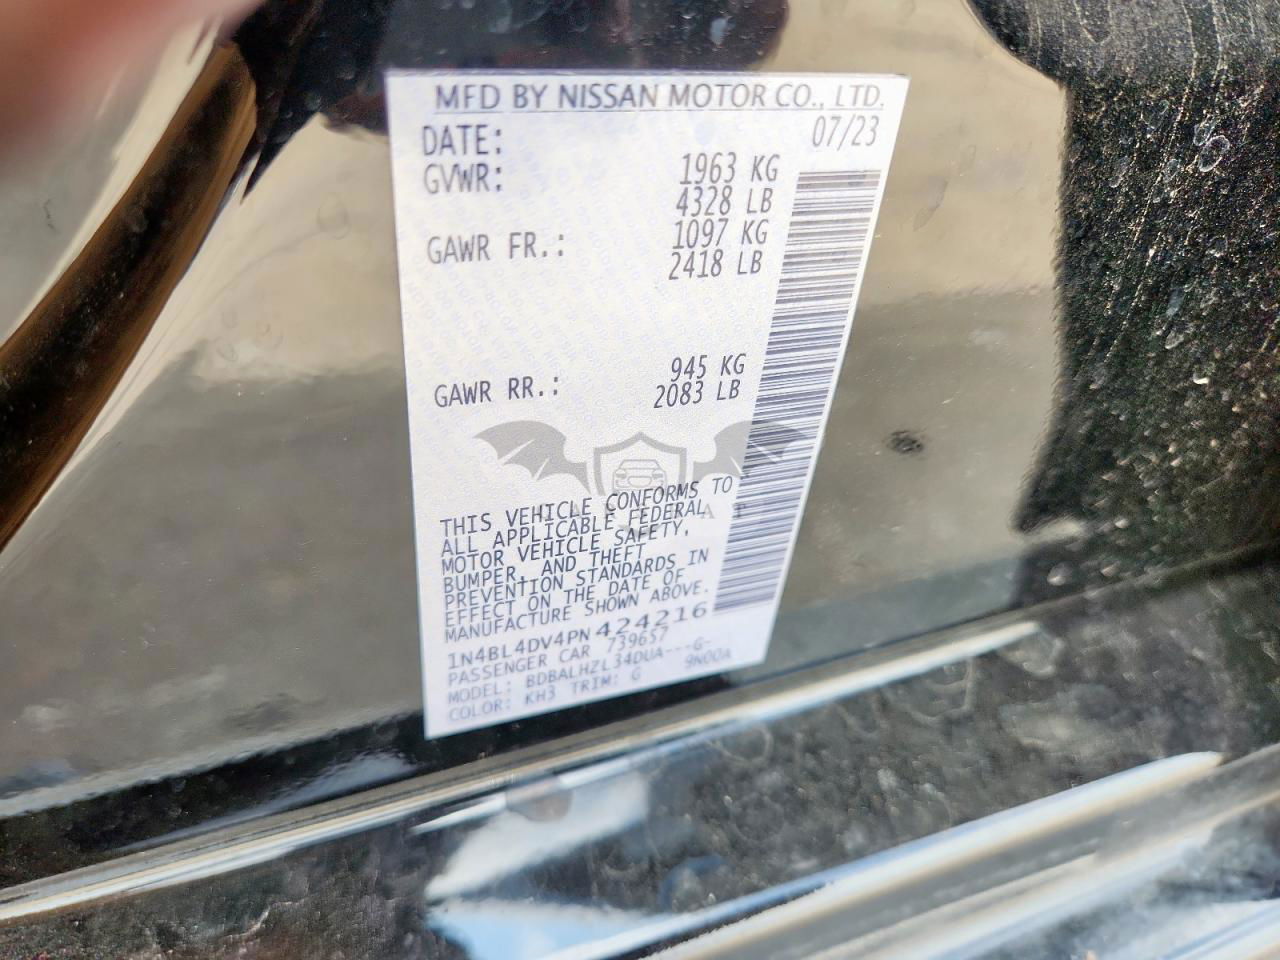 MFD BY NISSAN MOTOR CO., LTD.
DATE: 07/23
GVWR: 1963 KG
4328 LB
GAWR FR.: 1097 KG
2418 LB
GAWR RR.: 945 KG
2083 LB
THIS VEHICLE CONFORMS TO
ALL APPLICABLE FEDERAL
MOTOR VEHICLE SAFETY,
BUMPER, AND THEFT
PREVENTION STANDARDS IN
EFFECT ON THE DATE OF
MANUFACTURE SHOWN ABOVE.
1N4BL4DV4PN424216
PASSENGER CAR 739657
MODEL: BDBALHZL34DUA---G-
COLOR: KH3 TRIM: G 9N00A